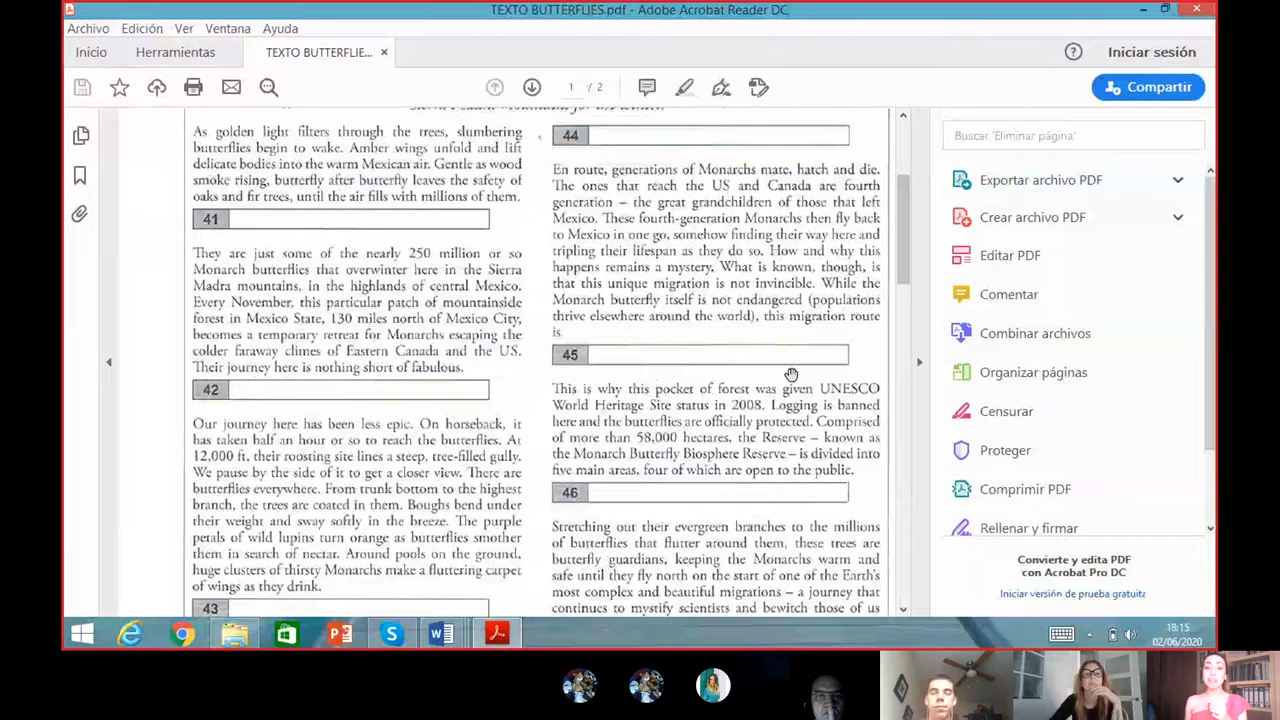 TEXTO BUTTERFLIES.pdf - Adobe Acrobat Reader DC
Archivo Edición Ver Ventana Ayuda
Inicio Herramientas TEXTO BUTTERFLIE... × Iniciar sesión
1 / 2 Compartir
As golden light filters through the trees, slumbering
butterflies begin to wake. Amber wings unfold and lift
delicate bodies into the warm Mexican air. Gentle as wood
smoke rising, butterfly after butterfly leaves the safety of
oaks and fir trees, until the air fills with millions of them.
41
They are just some of the nearly 250 million or so
Monarch butterflies that overwinter here in the Sierra
Madra mountains, in the highlands of central Mexico.
Every November, this particular patch of mountainside
forest in Mexico State, 130 miles north of Mexico City,
becomes a temporary retreat for Monarchs escaping the
colder faraway climes of Eastern Canada and the US.
Their journey here is nothing short of fabulous.
42
Our journey here has been less epic. On horseback, it
has taken half an hour or so to reach the butterflies. At
12,000 ft, their roosting site lines a steep, tree-filled gully.
We pause by the side of it to get a closer view. There are
butterflies everywhere. From trunk bottom to the highest
branch, the trees are coated in them. Boughs bend under
their weight and sway softly in the breeze. The purple
petals of wild lupins turn orange as butterflies smother
them in search of nectar. Around pools on the ground,
huge clusters of thirsty Monarchs make a fluttering carpet
of wings as they drink.
43
44
En route, generations of Monarchs mate, hatch and die.
The ones that reach the US and Canada are fourth
generation – the great grandchildren of those that left
Mexico. These fourth-generation Monarchs then fly back
to Mexico in one go, somehow finding their way here and
tripling their lifespan as they do so. How and why this
happens remains a mystery. What is known, though, is
that this unique migration is not invincible. While the
Monarch butterfly itself is not endangered (populations
thrive elsewhere around the world), this migration route
is.
45
This is why this pocket of forest was given UNESCO
World Heritage Site status in 2008. Logging is banned
here and the butterflies are officially protected. Comprised
of more than 58,000 hectares, the Reserve – known as
the Monarch Butterfly Biosphere Reserve – is divided into
five main areas, four of which are open to the public.
46
Stretching out their evergreen branches to the millions
of butterflies that flutter around them, these trees are
butterfly guardians, keeping the Monarchs warm and
safe until they fly north on the start of one of the Earth's
most complex and beautiful migrations – a journey that
continues to mystify scientists and bewitch those of us
Buscar 'Eliminar página'
Exportar archivo PDF
Crear archivo PDF
Editar PDF
Comentar
Combinar archivos
Organizar páginas
Censurar
Proteger
Comprimir PDF
Rellenar y firmar
Convierte y edita PDF
con Acrobat Pro DC
Iniciar versión de prueba gratuita
18:15
02/06/2020